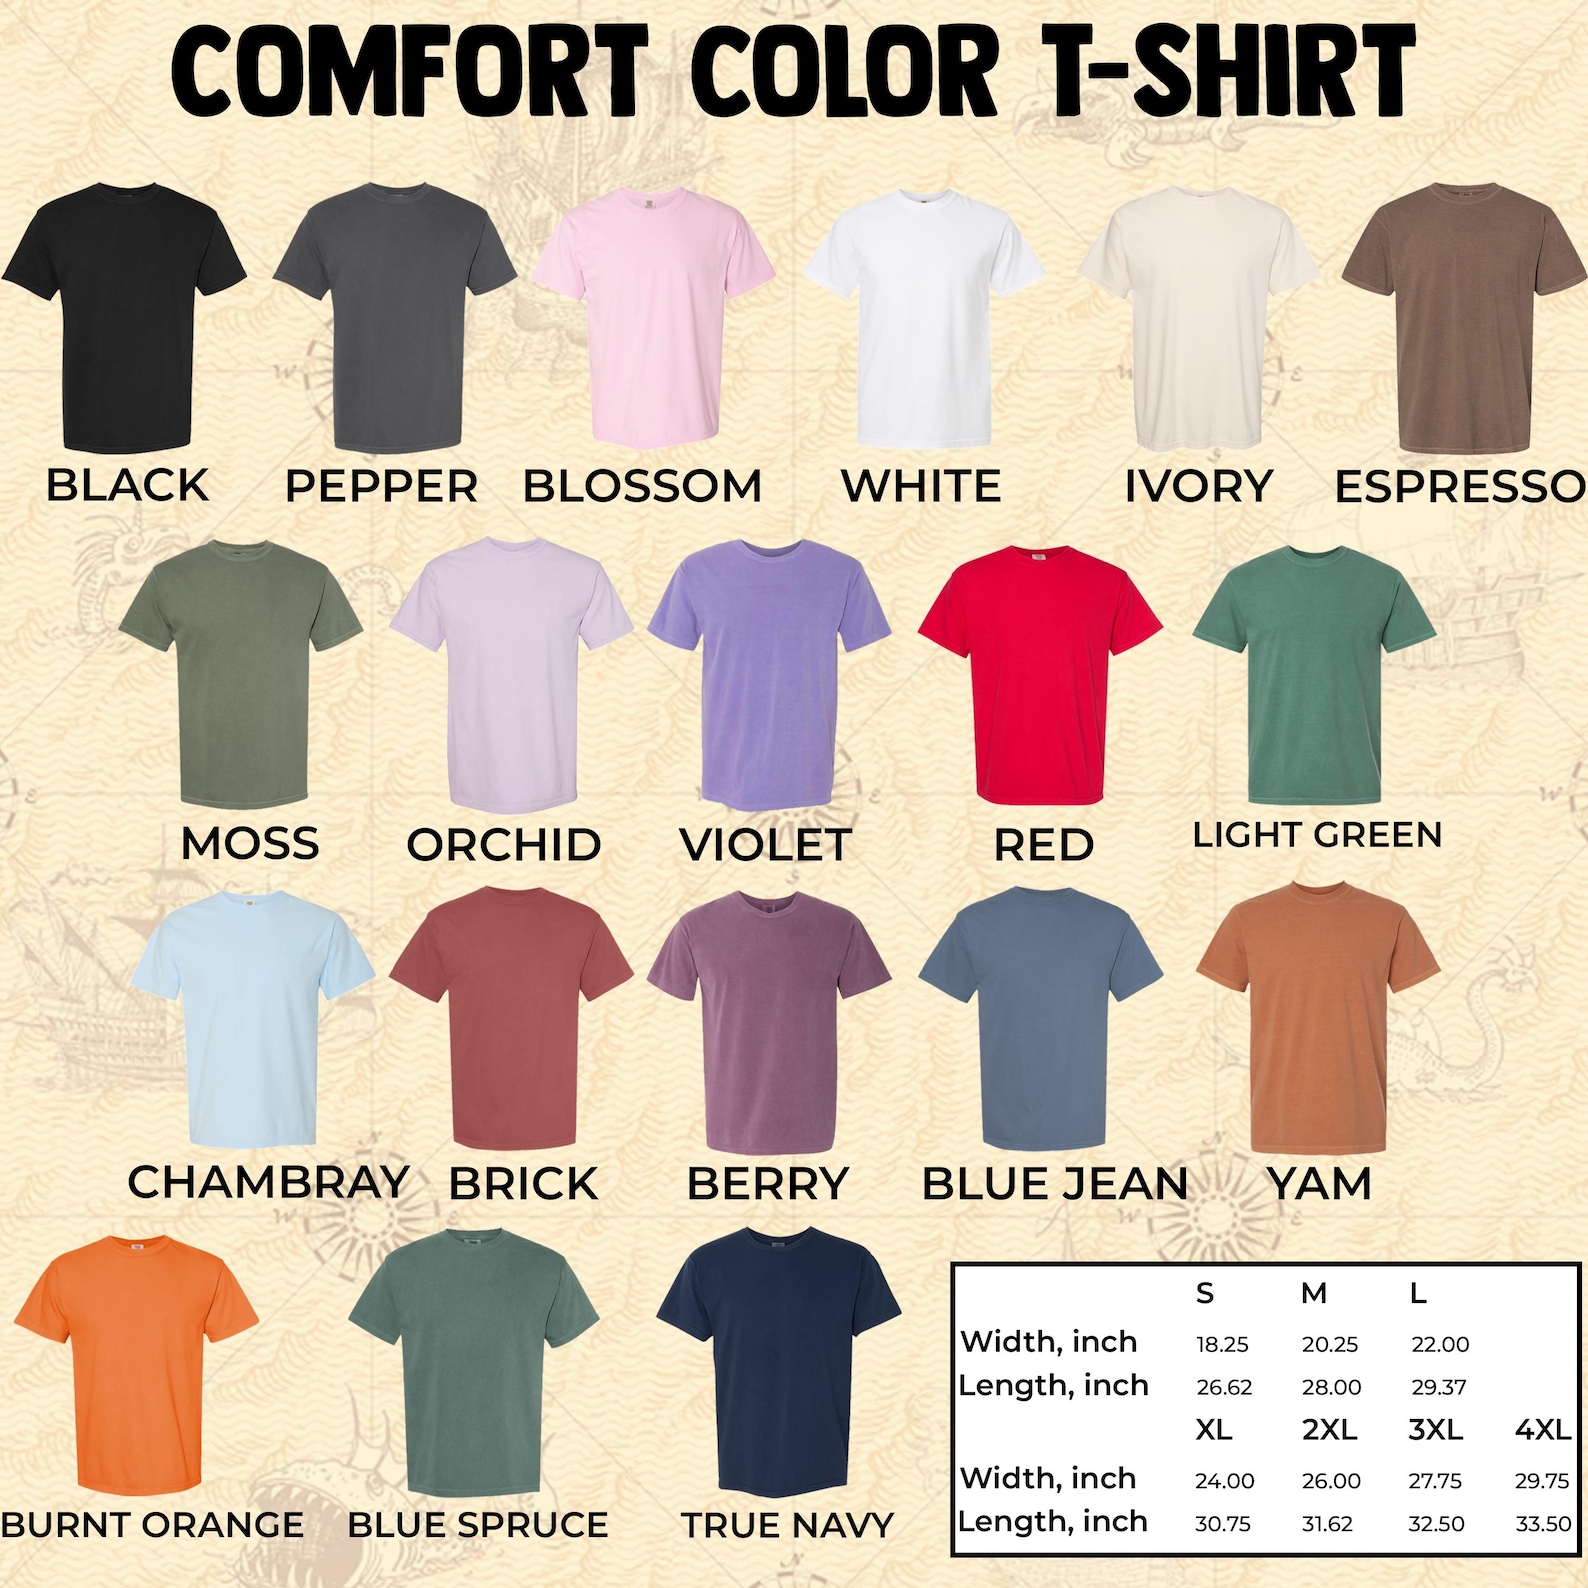 COMFORT COLOR T-SHIRT
BLACK PEPPER BLOSSOM WHITE IVORY ESPRESSO
MOSS ORCHID VIOLET RED LIGHT GREEN
CHAMBRAY BRICK BERRY BLUE JEAN YAM
BURNT ORANGE BLUE SPRUCE TRUE NAVY
S M L
Width, inch 18.25 20.25 22.00
Length, inch 26.62 28.00 29.37
XL 2XL 3XL 4XL
Width, inch 24.00 26.00 27.75 29.75
Length, inch 30.75 31.62 32.50 33.50